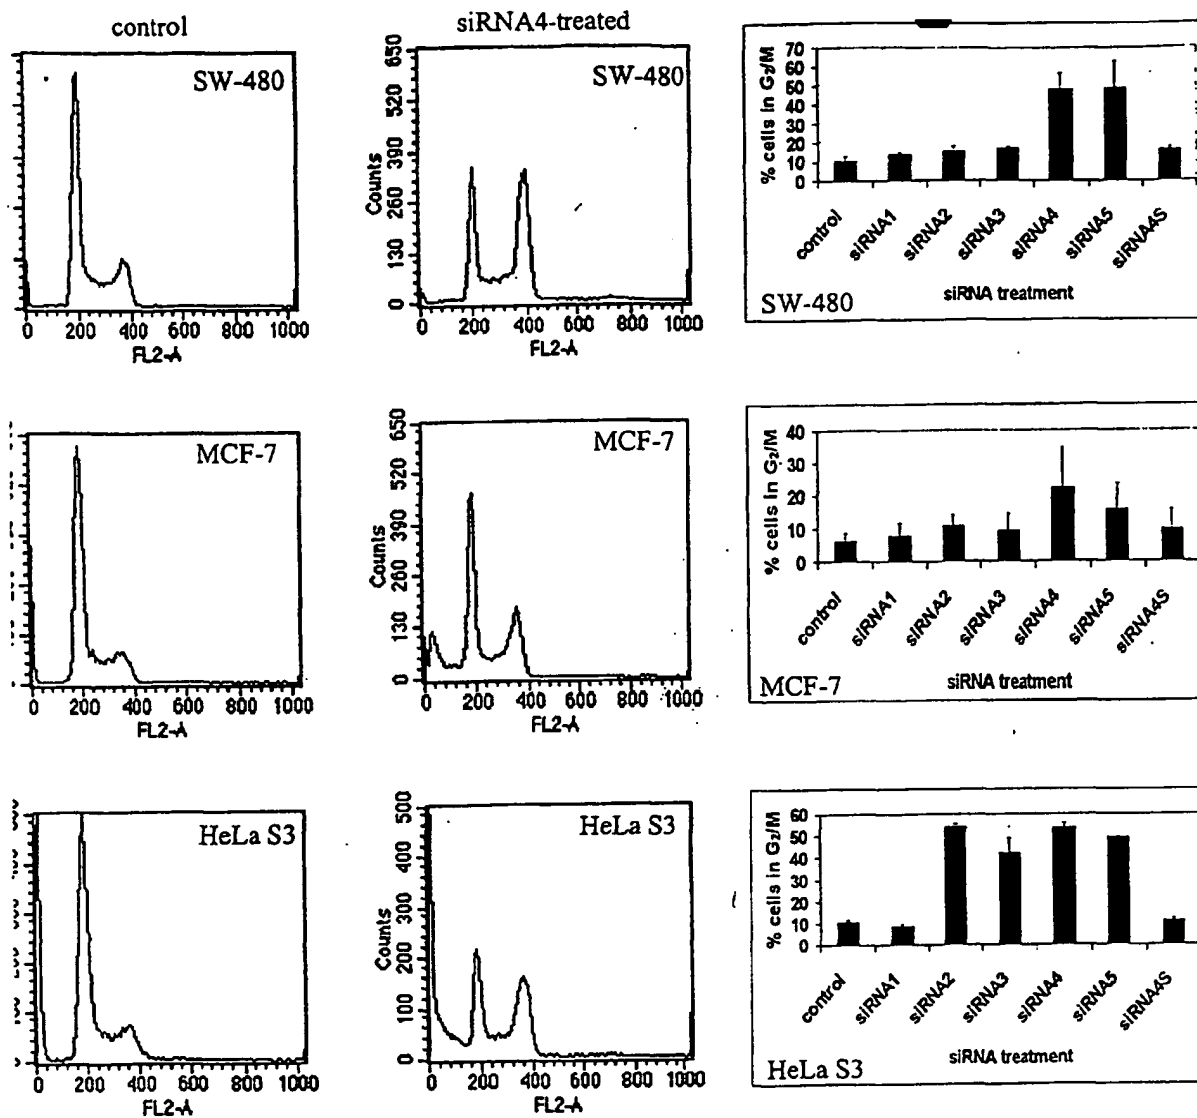 control
siRNA4-treated
SW-480
0 200 400 600 800 1000
FL2-A
SW-480
650
520
390
260
130
0
Counts
0 200 400 600 800 1000
FL2-A
% cells in G2/M
70
60
50
40
30
20
10
0
control siRNA1 siRNA2 siRNA3 siRNA4 siRNA5 siRNA4S
siRNA treatment
SW-480
MCF-7
0 200 400 600 800 1000
FL2-A
MCF-7
650
520
390
260
130
0
Counts
0 200 400 600 800 1000
FL2-A
% cells in G2/M
40
30
20
10
0
control siRNA1 siRNA2 siRNA3 siRNA4 siRNA5 siRNA4S
siRNA treatment
MCF-7
HeLa S3
0 200 400 600 800 1000
FL2-A
HeLa S3
500
400
300
200
100
0
Counts
0 200 400 600 800 1000
FL2-A
% cells in G2/M
60
50
40
30
20
10
0
control siRNA1 siRNA2 siRNA3 siRNA4 siRNA5 siRNA4S
siRNA treatment
HeLa S3